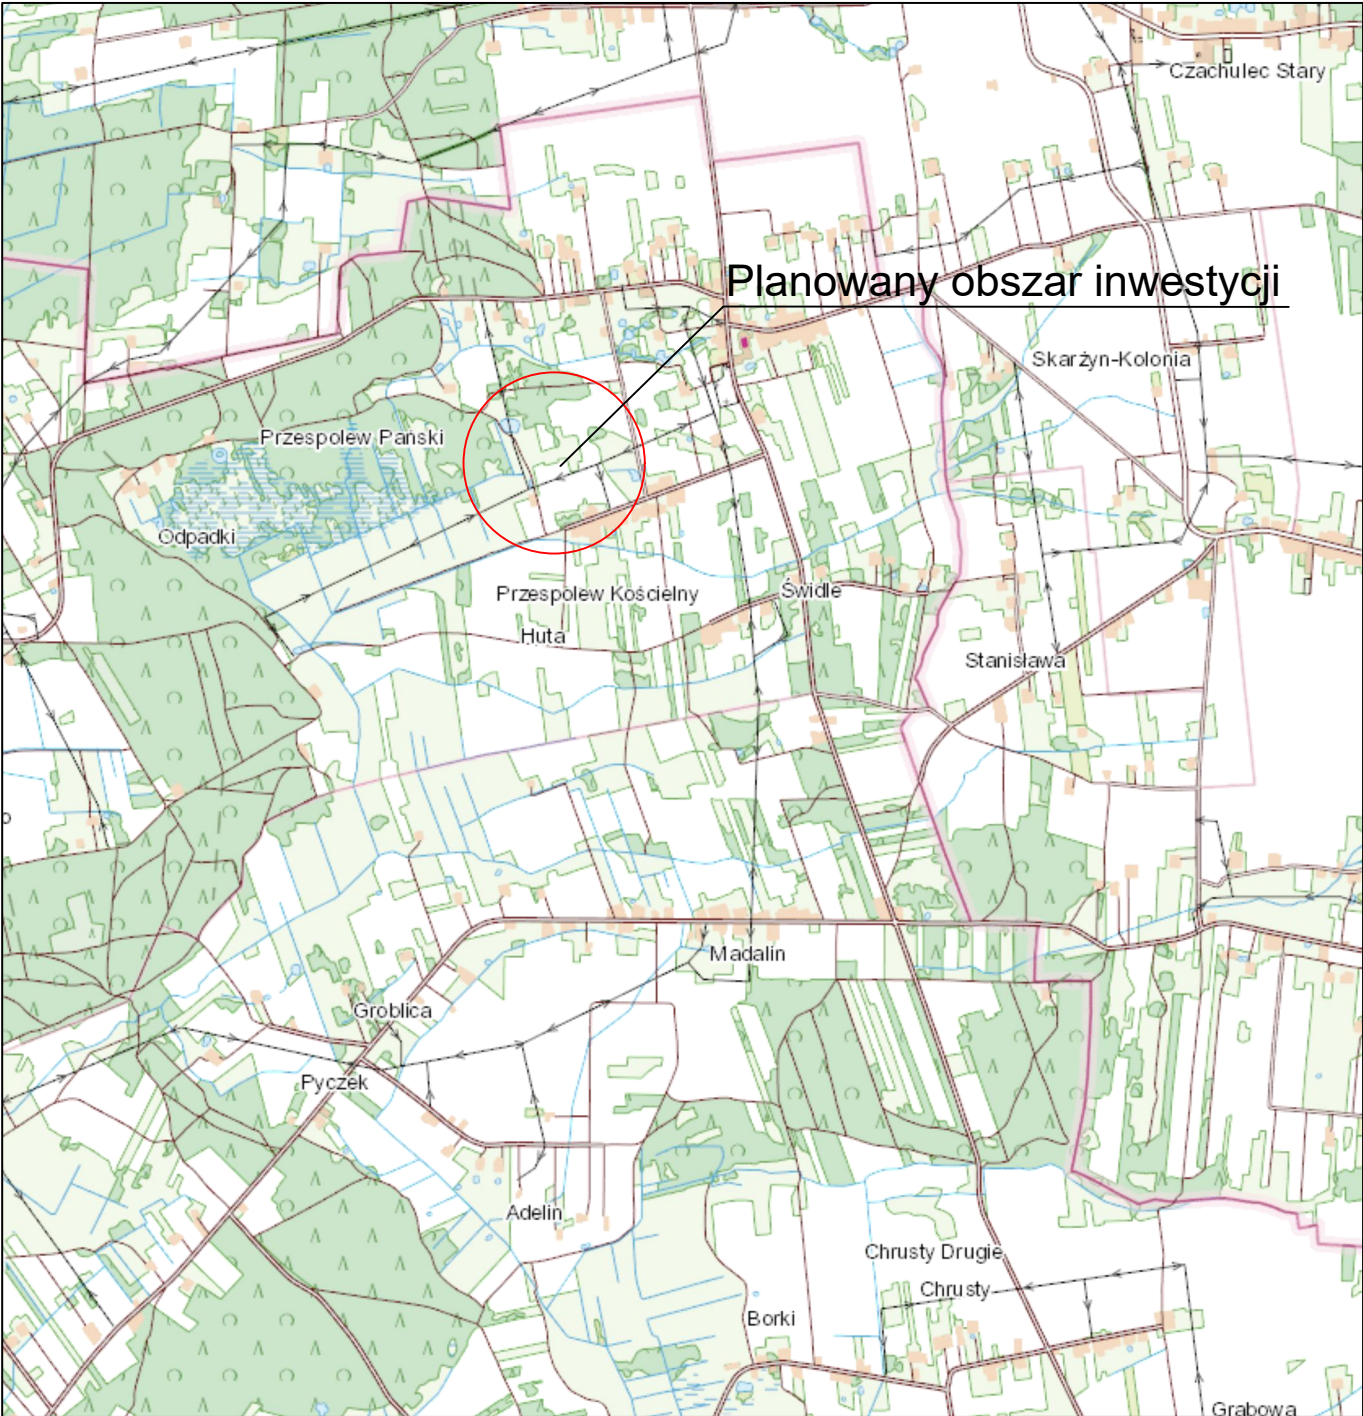 Czachulec Stary
Planowany obszar inwestycji
Skarżyn-Kolonia
Przespolew Pański
Odpadki
Przespolew Kościelny
Świdle
Huta
Stanisława
Madalin
Groblica
Pyczek
Adelin
Chrusty Drugie
Chrusty
Borki
Grabowa